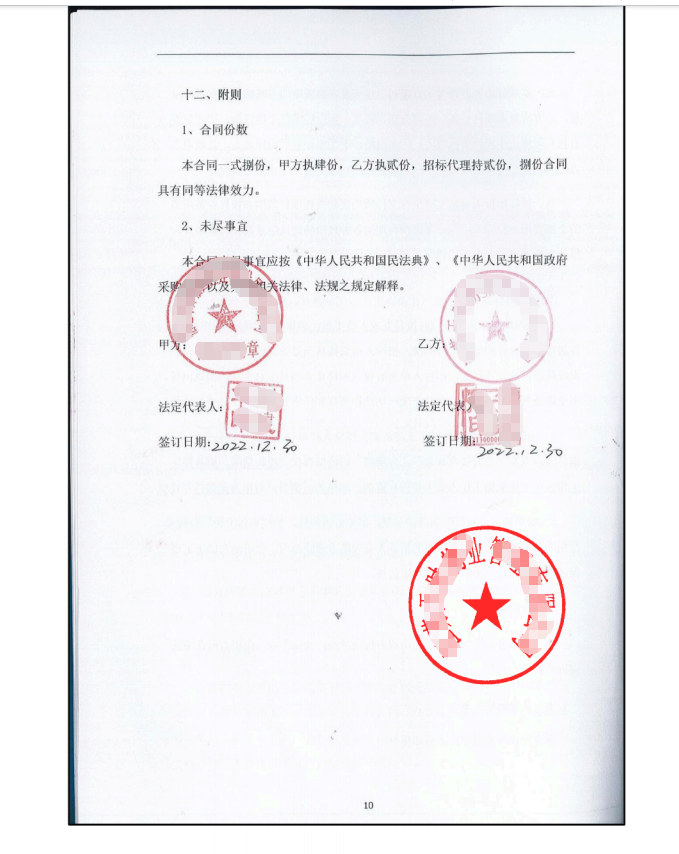 十二、附则
1、合同份数
本合同一式捌份，甲方执肆份，乙方执贰份，招标代理持贰份，捌份合同
具有同等法律效力。
2、未尽事宜
本合同 事宜应按《中华人民共和国民法典》、《中华人民共和国政府
采购 以及 相关法律、法规之规定解释。
甲方： 章
乙方：
法定代表人：
法定代表
签订日期：2022.12.30
签订日期：2022.12.30
业管
10